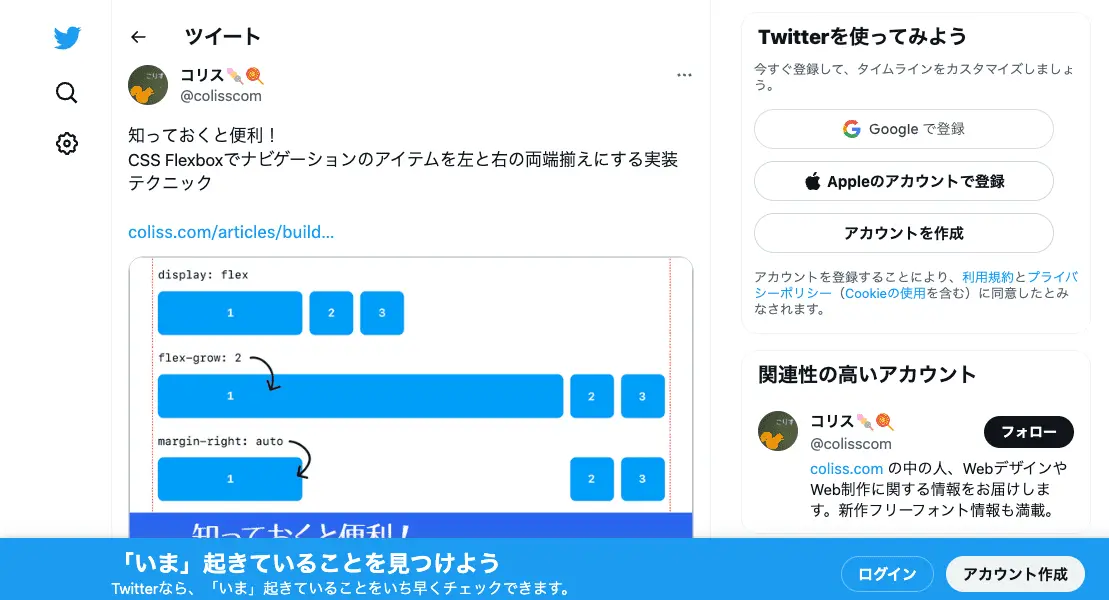 ツイート
コリス🍡🍭
@colisscom
知っておくと便利！
CSS Flexboxでナビゲーションのアイテムを左と右の両端揃えにする実装
テクニック
coliss.com/articles/build...
display: flex
1 2 3
flex-grow: 2
1 2 3
margin-right: auto
1 2 3
知っておくと便利！
Twitterを使ってみよう
今すぐ登録して、タイムラインをカスタマイズしましょ
う。
Google で登録
Appleのアカウントで登録
アカウントを作成
アカウントを登録することにより、利用規約とプライバ
シーポリシー（Cookieの使用を含む）に同意したとみ
なされます。
関連性の高いアカウント
コリス🍡🍭
@colisscom
フォロー
coliss.com の中の人、Webデザインや
Web制作に関する情報をお届けしま
す。新作フリーフォント情報も満載。
「いま」起きていることを見つけよう
Twitterなら、「いま」起きていることをいち早くチェックできます。
ログイン
アカウント作成